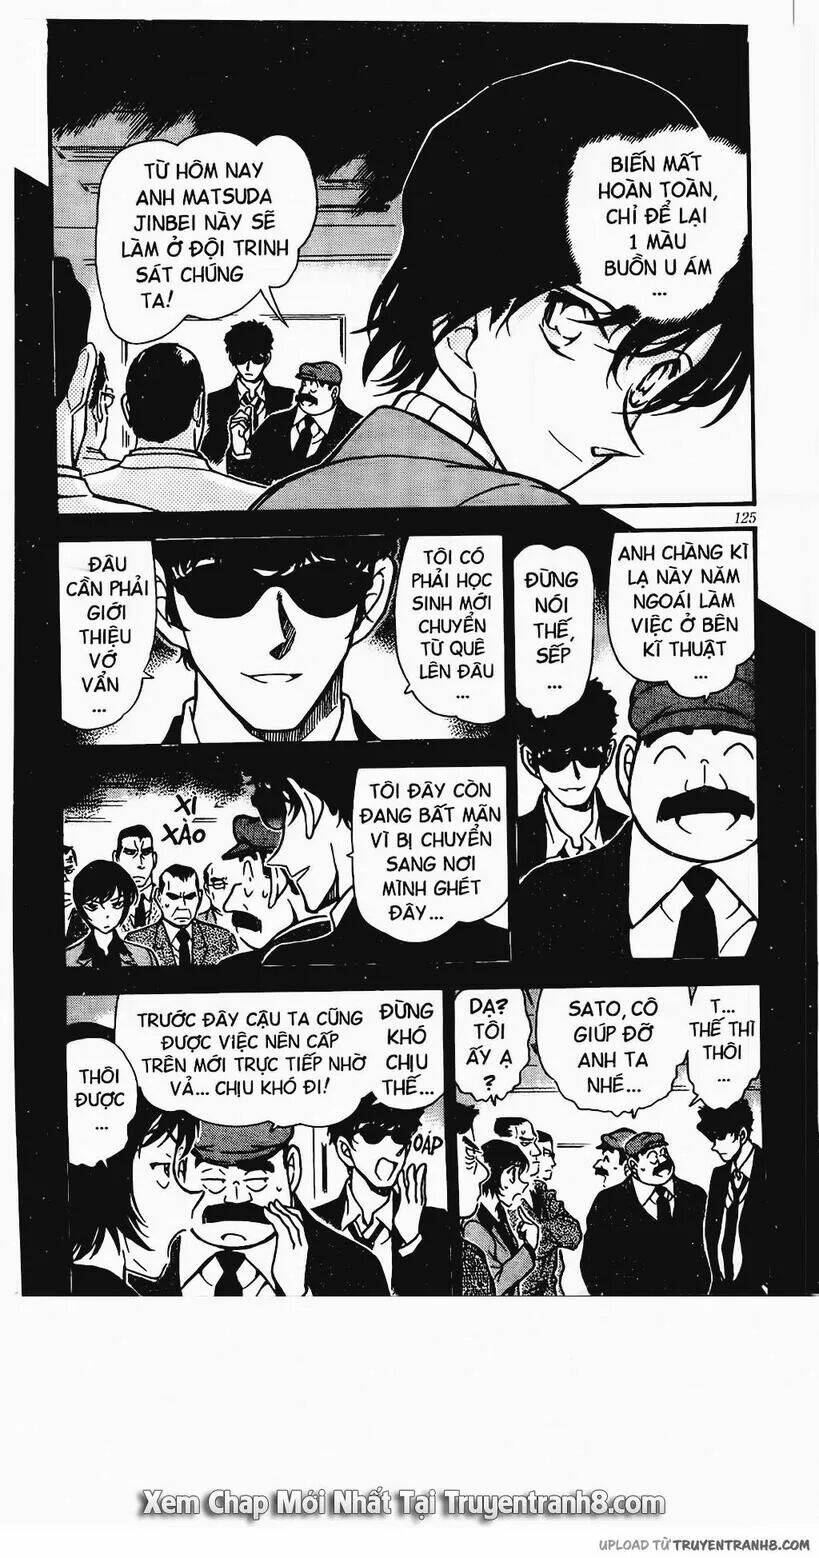 BIẾN MẤT
HOÀN TOÀN,
CHỈ ĐỂ LẠI
1 MÀU
BUỒN U ÁM
...
TỪ HÔM NAY
ANH MATSUDA
JINBEI NÀY SẼ
LÀM Ở ĐỘI TRINH
SÁT CHÚNG
TA!
125
ANH CHÀNG KÌ
LẠ NÀY NĂM
NGOÁI LÀM
VIỆC Ở BÊN
KĨ THUẬT
...
ĐỪNG
NÓI
THẾ,
SẾP
...
TÔI CÓ
PHẢI HỌC
SINH MỚI
CHUYỂN
TỪ QUÊ
LÊN ĐÂU
...
ĐÂU
CẦN PHẢI
GIỚI
THIỆU
VỚ
VẨN
...
TÔI ĐÂY CÒN
ĐANG BẤT MÃN
VÌ BỊ CHUYỂN
SANG NƠI
MÌNH GHÉT
ĐÂY...
XÌ
XÀO
T...
THẾ THÌ
THÔI
...
SATO, CÔ
GIÚP ĐỠ
ANH TA
NHÉ...
DẠ?
TÔI
ẤY Ạ
?
ĐỪNG
KHÓ
CHỊU
THẾ...
OÁP
TRƯỚC ĐÂY CẬU TA CŨNG
ĐƯỢC VIỆC NÊN CẤP
TRÊN MỚI TRỰC TIẾP NHỜ
VẢ... CHỊU KHÓ ĐI!
THÔI
ĐƯỢC
...
Xem Chap Mới Nhất Tại Truyentranh8.com
UPLOAD TỪ TRUYENTRANH8.COM